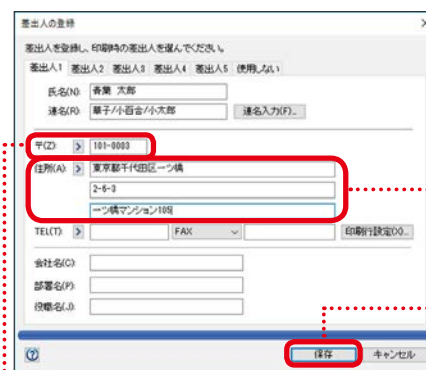 差出人の登録
差出人を登録し、印刷時の差出人を選んでください。
差出人1 差出人2 差出人3 差出人4 差出人5 使用しない
氏名(N): 香葉 太郎
連名(R): 華子/小百合/小太郎 連名入力(F)...
〒(Z): 101-0003
住所(A): 東京都千代田区一ツ橋
2-6-3
一ツ橋マンション105
TEL(T): FAX 印刷行設定(X)...
会社名(C):
部署名(P):
役職名(J):
保存 キャンセル